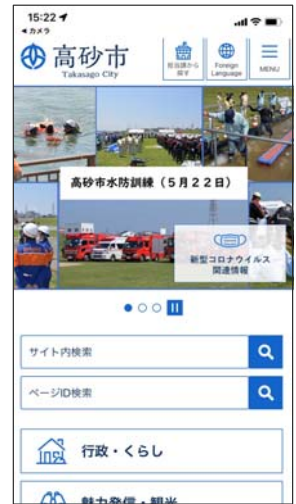 15:22
◀ カメラ
高砂市
Takasago City
担当課から
探す
Foreign
Language
MENU
高砂市水防訓練（5月22日）
新型コロナウイルス
関連情報
サイト内検索
ページID検索
行政・くらし
魅力発信・観光